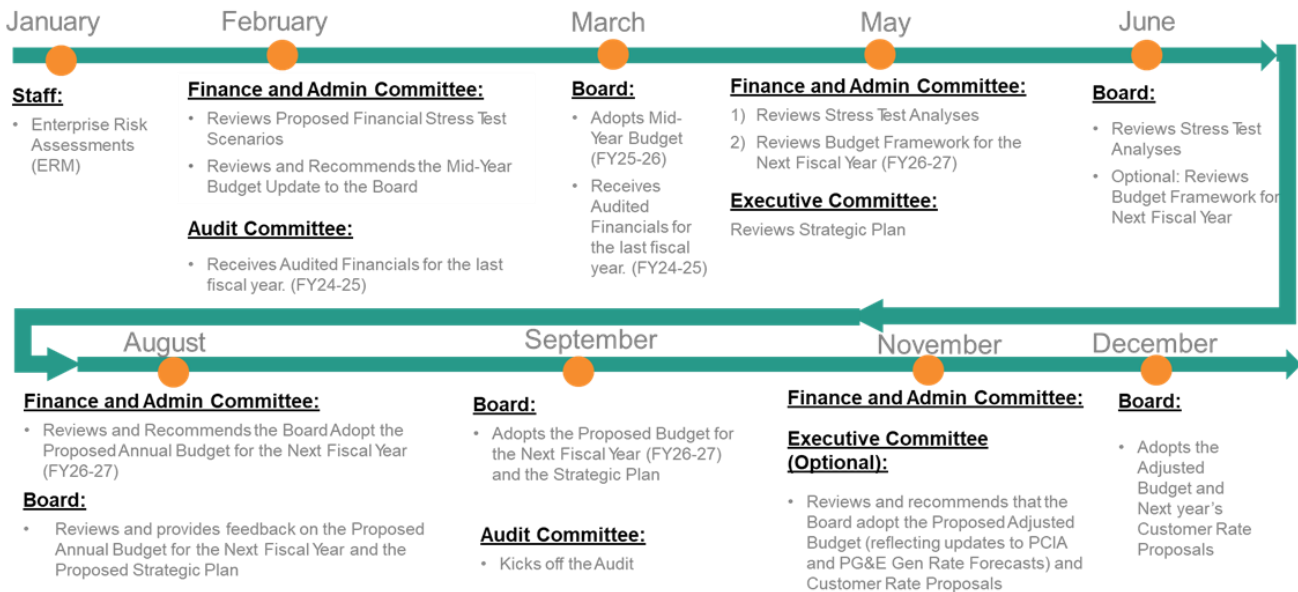 January
February
March
May
June
Staff:
• Enterprise Risk
Assessments
(ERM)
Finance and Admin Committee:
• Reviews Proposed Financial Stress Test
Scenarios
• Reviews and Recommends the Mid-Year
Budget Update to the Board
Audit Committee:
• Receives Audited Financials for the last
fiscal year. (FY24-25)
Board:
• Adopts Mid-
Year Budget
(FY25-26)
• Receives
Audited
Financials for
the last fiscal
year. (FY24-25)
Finance and Admin Committee:
1) Reviews Stress Test Analyses
2) Reviews Budget Framework for the
Next Fiscal Year (FY26-27)
Executive Committee:
Reviews Strategic Plan
Board:
• Reviews Stress Test
Analyses
• Optional: Reviews
Budget Framework for
Next Fiscal Year
August
September
November
December
Finance and Admin Committee:
• Reviews and Recommends the Board Adopt the
Proposed Annual Budget for the Next Fiscal Year
(FY26-27)
Board:
• Reviews and provides feedback on the Proposed
Annual Budget for the Next Fiscal Year and the
Proposed Strategic Plan
Board:
• Adopts the Proposed Budget for
the Next Fiscal Year (FY26-27)
and the Strategic Plan
Audit Committee:
• Kicks off the Audit
Finance and Admin Committee:
Executive Committee
(Optional):
• Reviews and recommends that the
Board adopt the Proposed Adjusted
Budget (reflecting updates to PCIA
and PG&E Gen Rate Forecasts) and
Customer Rate Proposals
Board:
• Adopts the
Adjusted
Budget and
Next year's
Customer Rate
Proposals